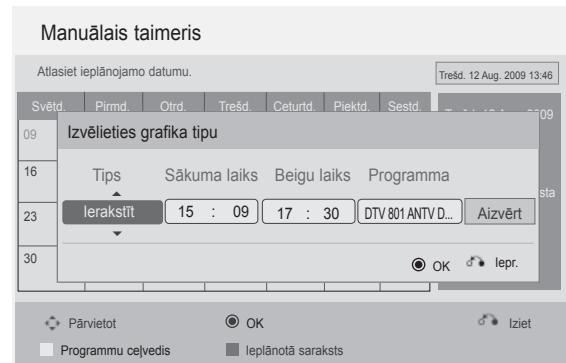 Manuālais taimeris
Atlasiet ieplānojamo datumu.
Trešd. 12 Aug. 2009 13:46
Svētd. Pirmd. Otrd. Trešd. Ceturtd. Piektd. Sestd.
09
09
Izvēlieties grafika tipu
16
Tips Sākuma laiks Beigu laiks Programma
sta
23
Ierakstīt 15 : 09 17 : 30 DTV 801 ANTV D... Aizvērt
30
OK Iepr.
Pārvietot OK Iziet
Programmu ceļvedis Ieplānotā saraksts